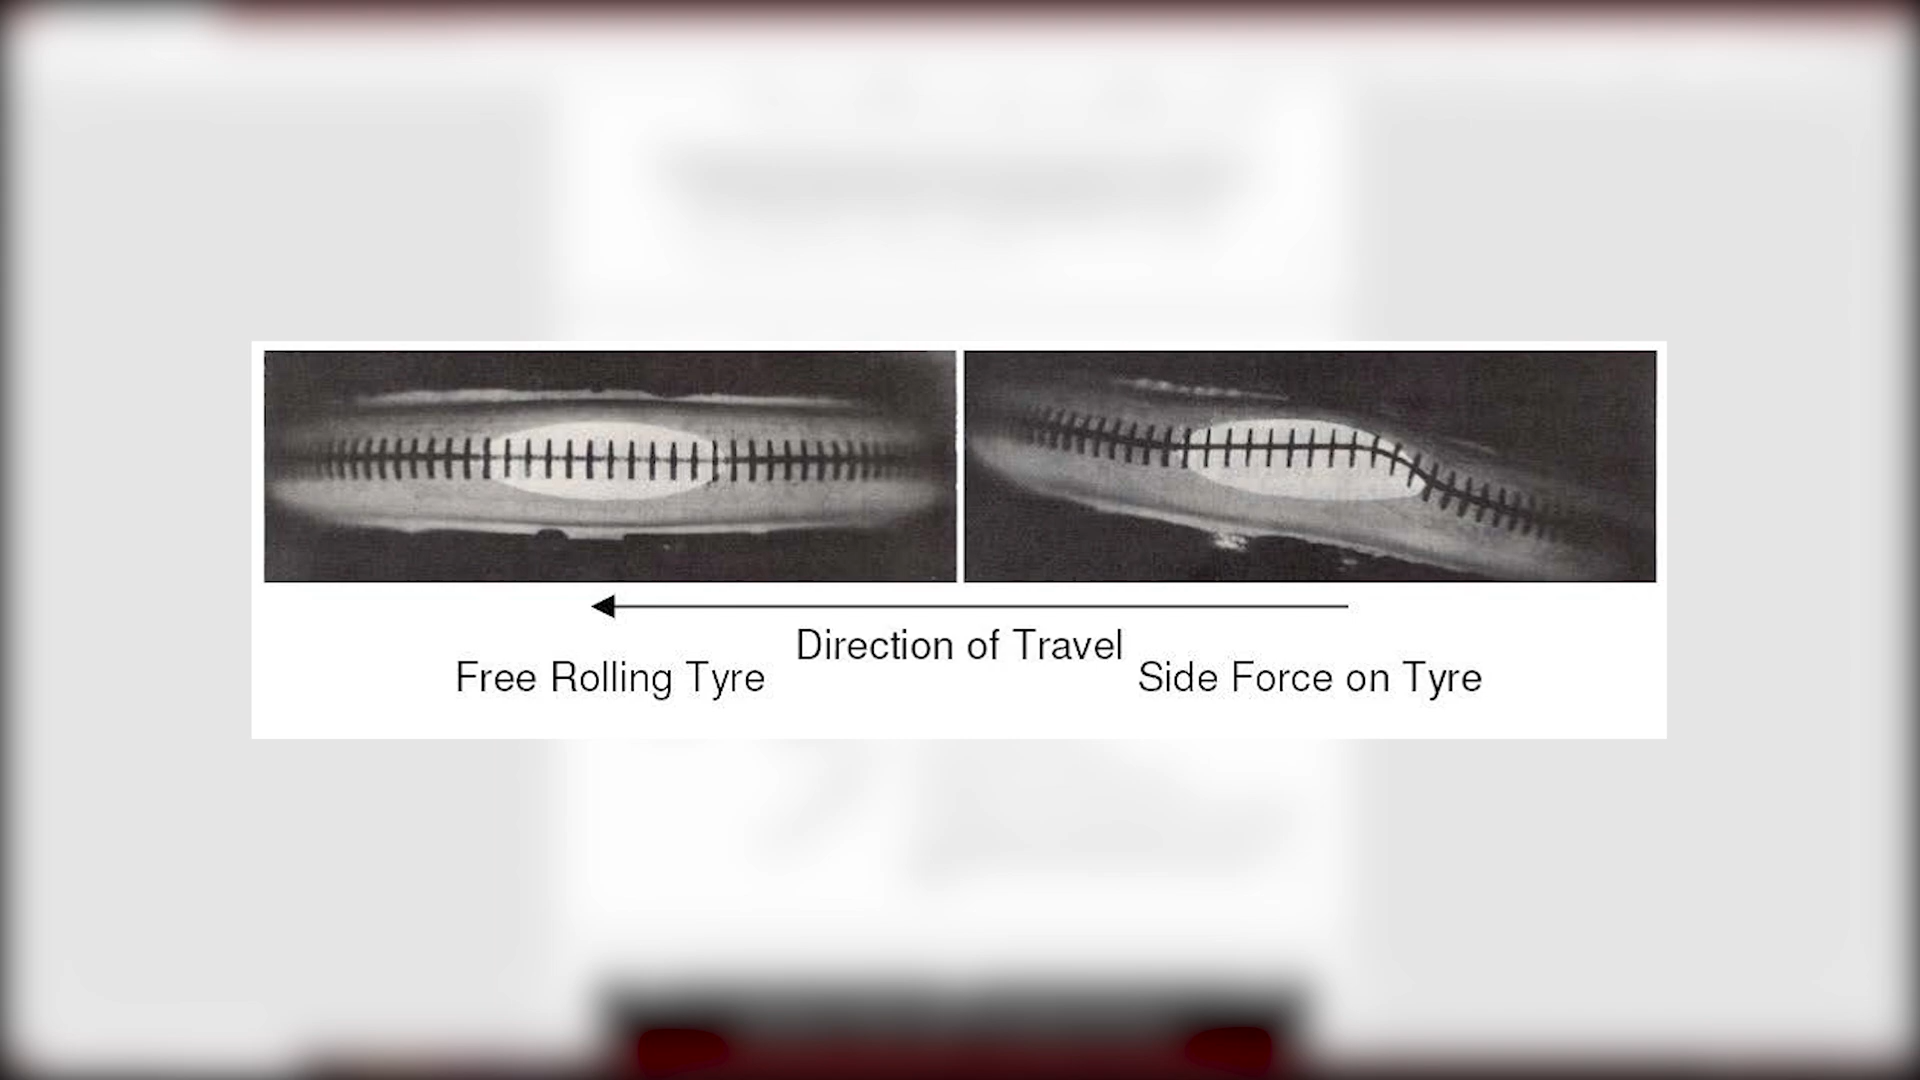 Direction of Travel
Free Rolling Tyre
Side Force on Tyre